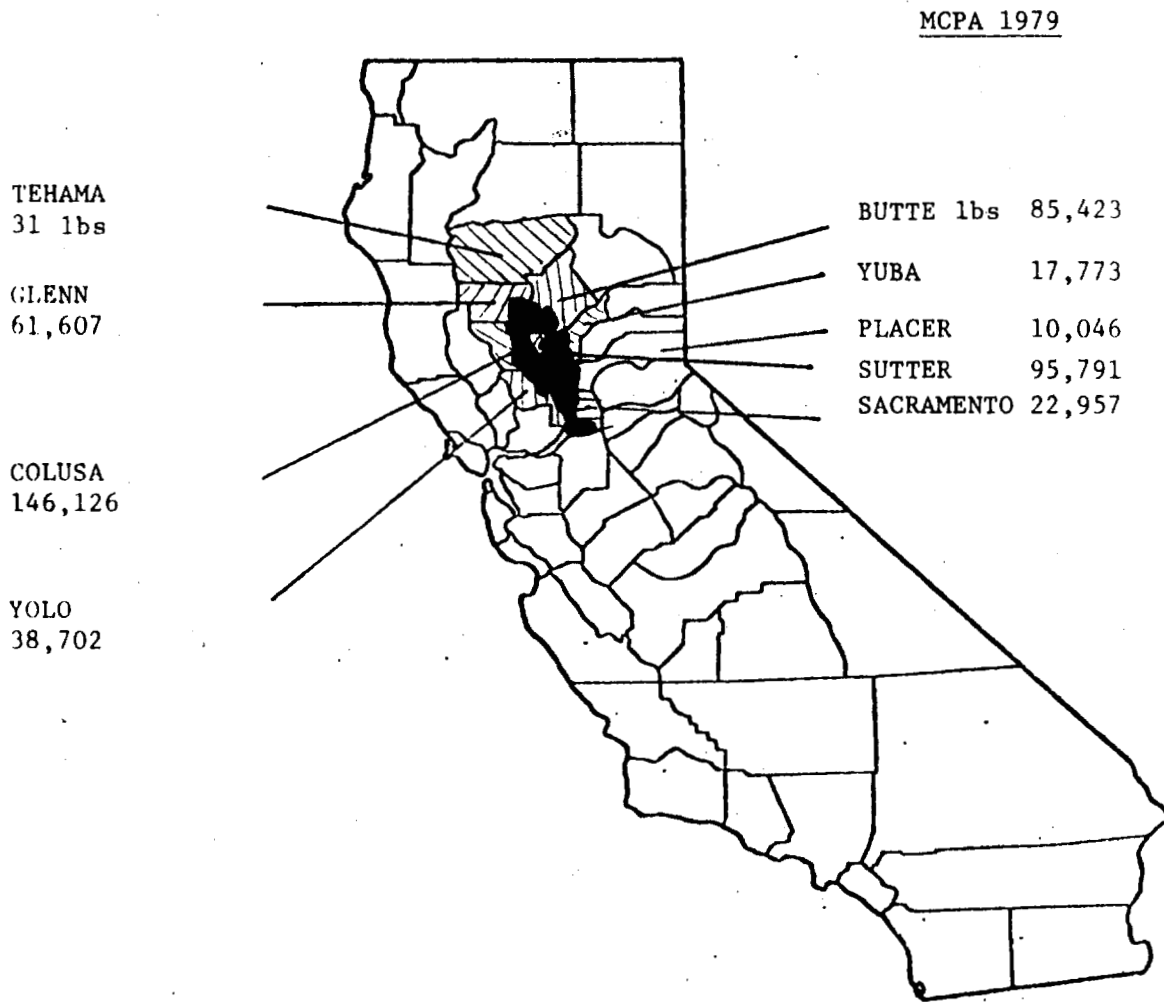 MCPA 1979
TEHAMA
31 lbs
GLENN
61,607
COLUSA
146,126
YOLO
38,702
BUTTE lbs 85,423
YUBA 17,773
PLACER 10,046
SUTTER 95,791
SACRAMENTO 22,957